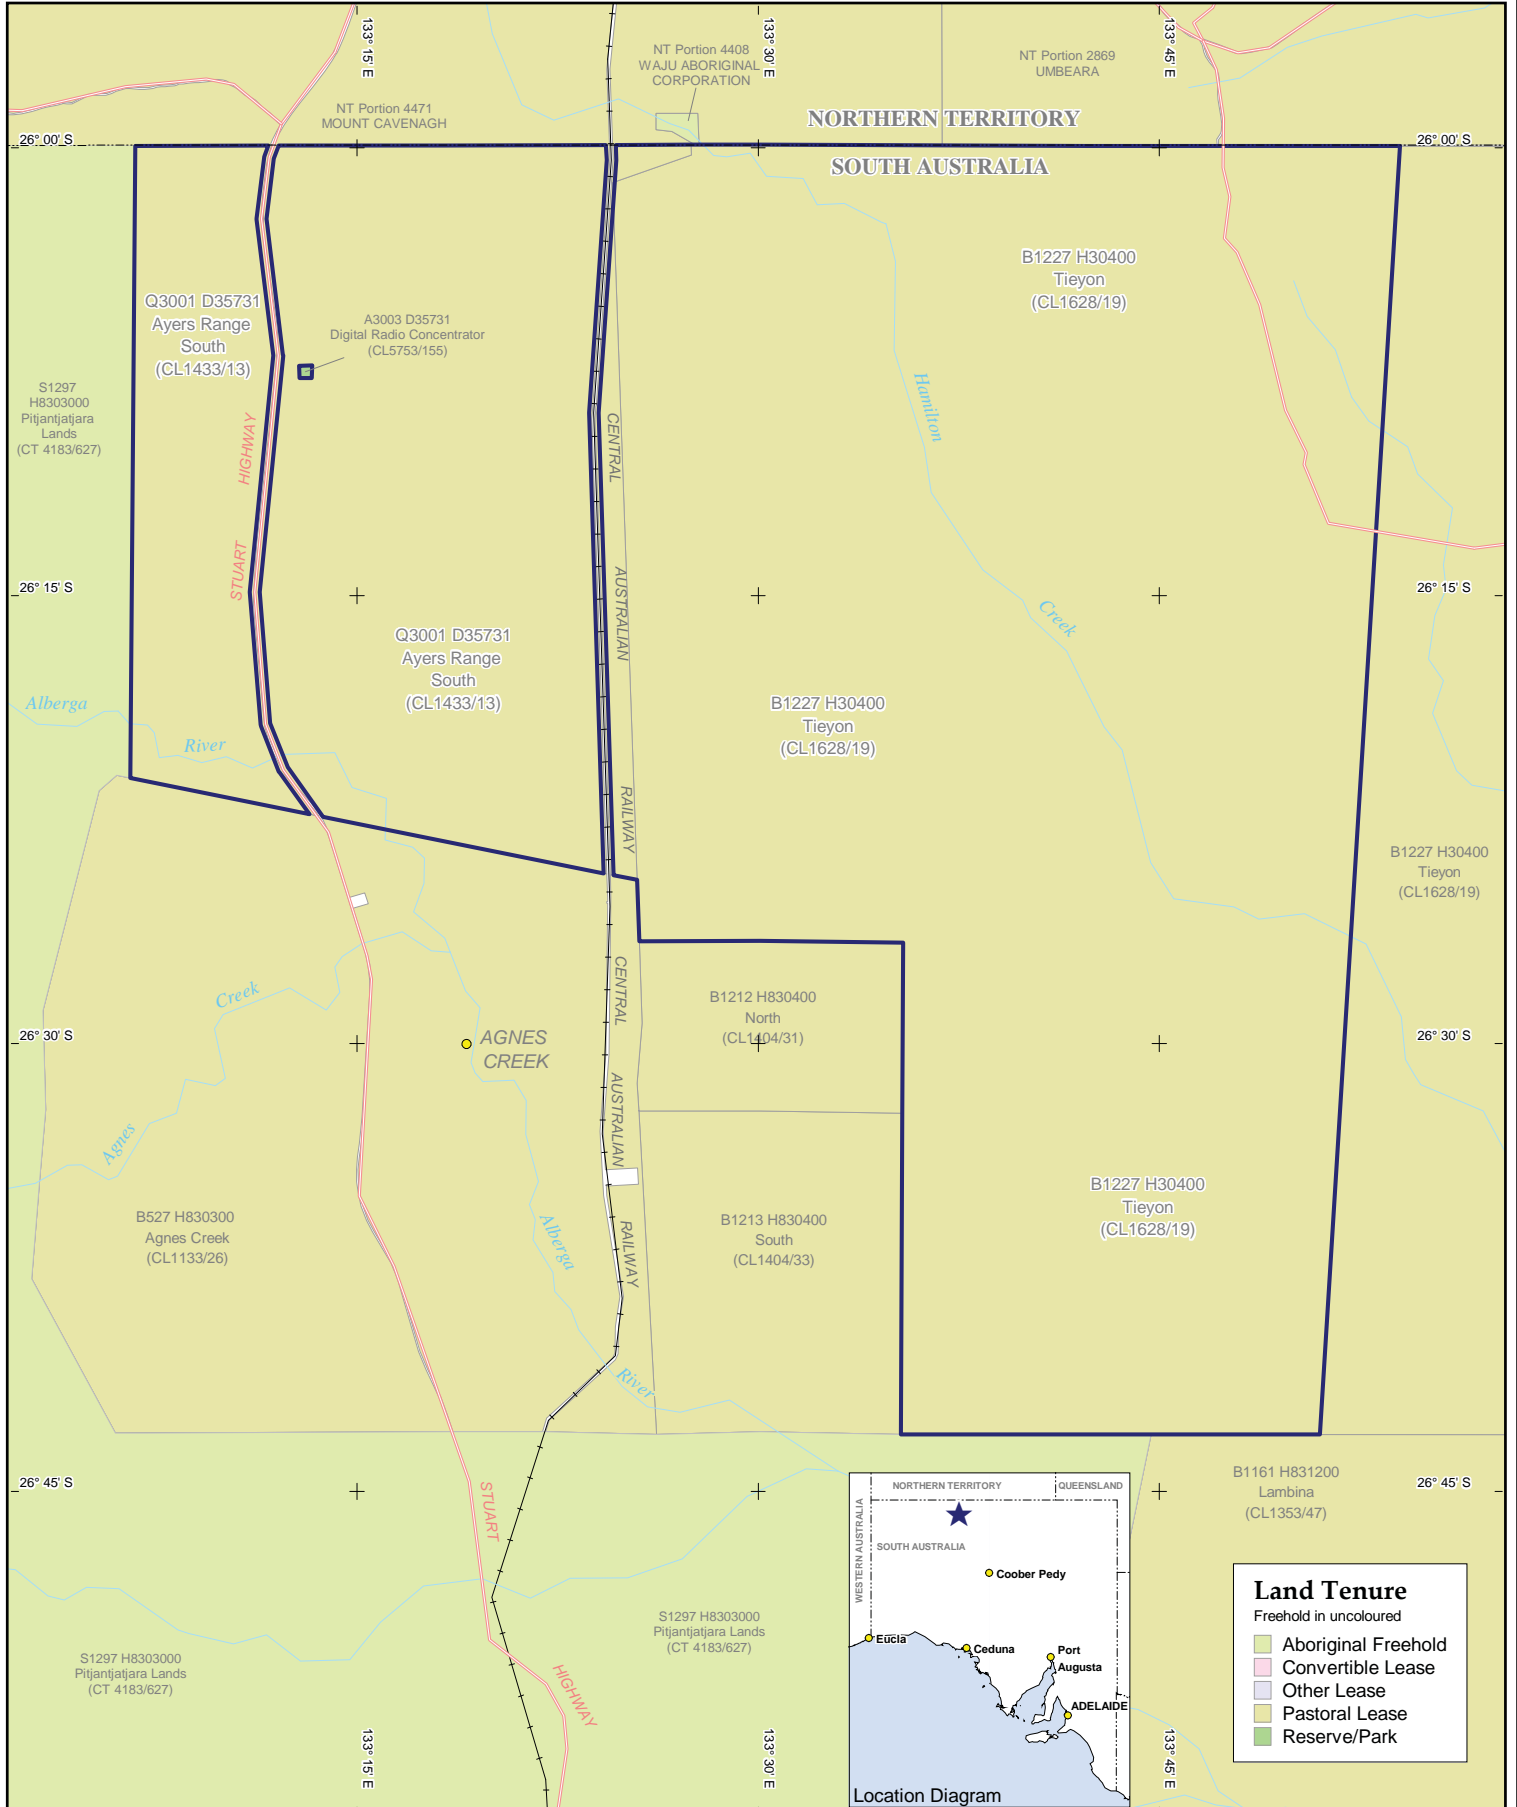 133° 15' E
133° 30' E
133° 45' E
NT Portion 4408
WAJU ABORIGINAL
CORPORATION
NT Portion 2869
UMBEARA
NT Portion 4471
MOUNT CAVENAGH
NORTHERN TERRITORY
26° 00' S
26° 00' S
SOUTH AUSTRALIA
B1227 H30400
Tieyon
(CL1628/19)
Q3001 D35731
Ayers Range
South
(CL1433/13)
A3003 D35731
Digital Radio Concentrator
(CL5753/155)
S1297
H8303000
Pitjantjatjara
Lands
(CT 4183/627)
Hamilton
Creek
STUART HIGHWAY
CENTRAL
AUSTRALIAN
RAILWAY
26° 15' S
26° 15' S
Q3001 D35731
Ayers Range
South
(CL1433/13)
Alberga
River
B1227 H30400
Tieyon
(CL1628/19)
B1227 H30400
Tieyon
(CL1628/19)
CENTRAL
AUSTRALIAN
RAILWAY
Creek
Agnes
B1212 H830400
North
(CL1404/31)
26° 30' S
26° 30' S
AGNES
CREEK
B527 H830300
Agnes Creek
(CL1133/26)
Alberga
River
B1213 H830400
South
(CL1404/33)
B1227 H30400
Tieyon
(CL1628/19)
26° 45' S
26° 45' S
STUART
HIGHWAY
B1161 H831200
Lambina
(CL1353/47)
S1297 H8303000
Pitjantjatjara Lands
(CT 4183/627)
S1297 H8303000
Pitjantjatjara Lands
(CT 4183/627)
NORTHERN TERRITORY
QUEENSLAND
WESTERN AUSTRALIA
SOUTH AUSTRALIA
Coober Pedy
Eucla
Ceduna
Port
Augusta
ADELAIDE
Location Diagram
Land Tenure
Freehold in uncoloured
Aboriginal Freehold
Convertible Lease
Other Lease
Pastoral Lease
Reserve/Park
133° 15' E
133° 30' E
133° 45' E